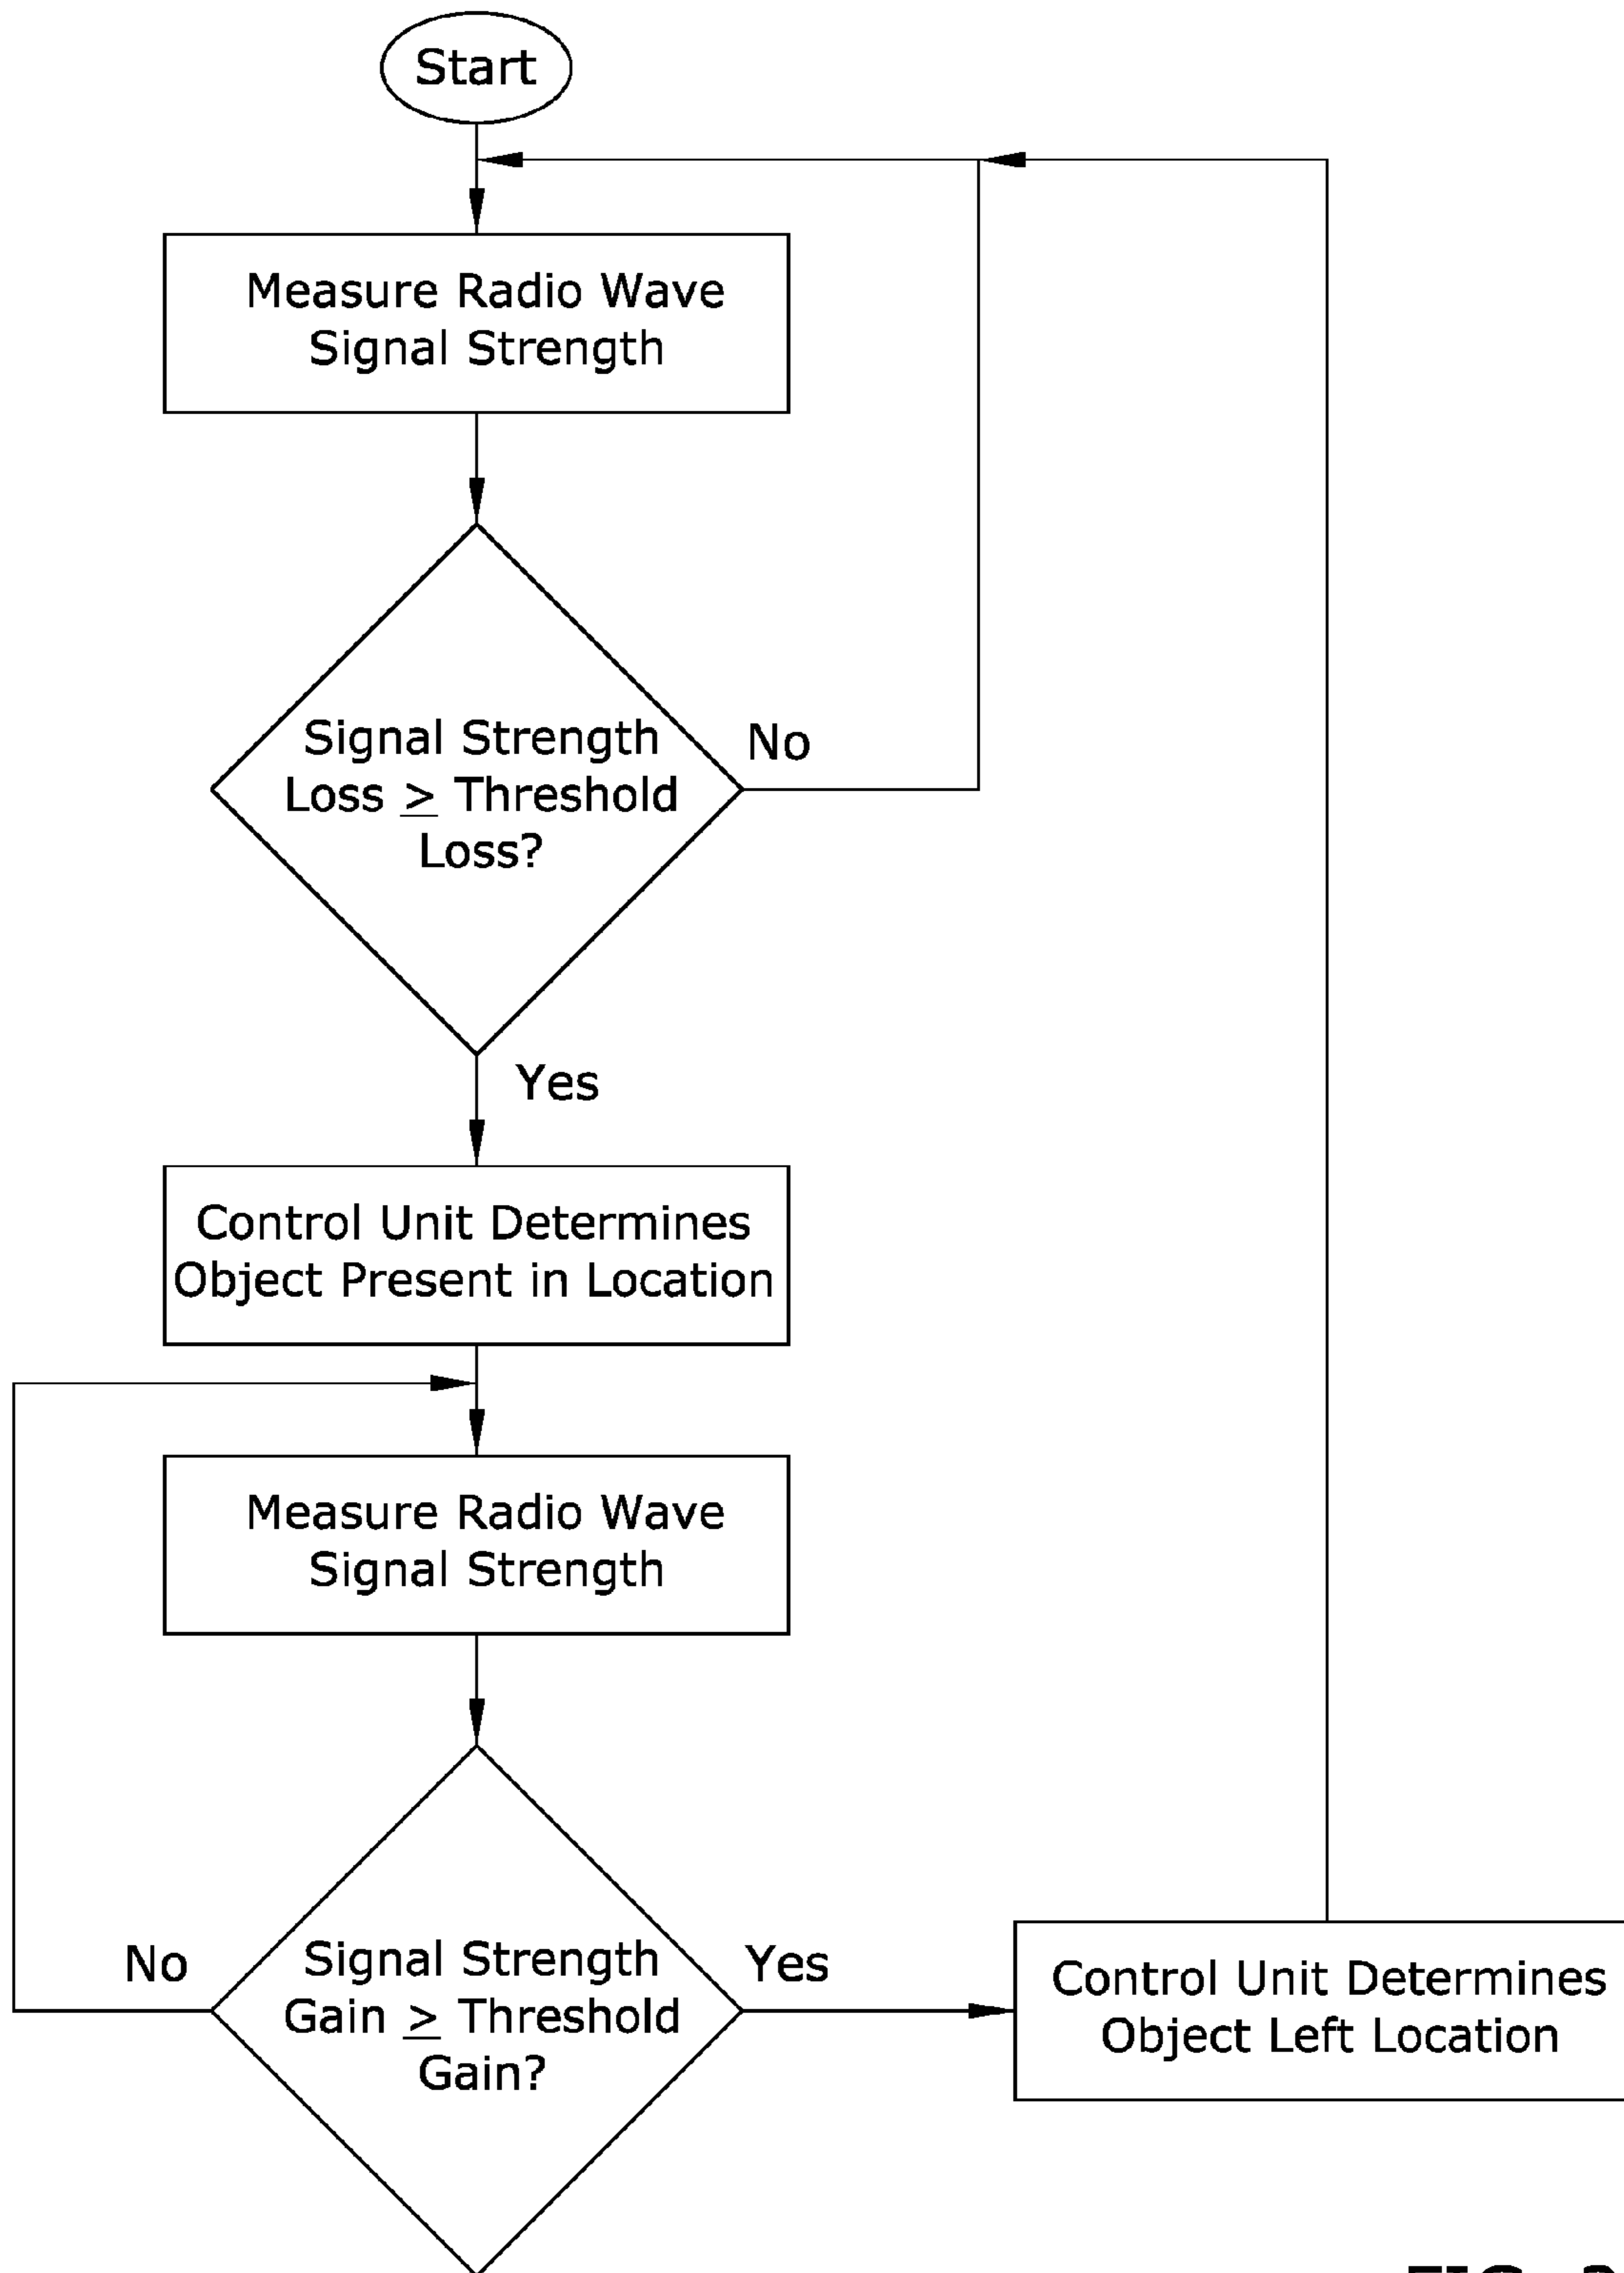 Start
Measure Radio Wave
Signal Strength
Signal Strength
Loss ≥ Threshold
Loss?
No
Yes
Control Unit Determines
Object Present in Location
Measure Radio Wave
Signal Strength
No
Signal Strength
Gain ≥ Threshold
Gain?
Yes
Control Unit Determines
Object Left Location